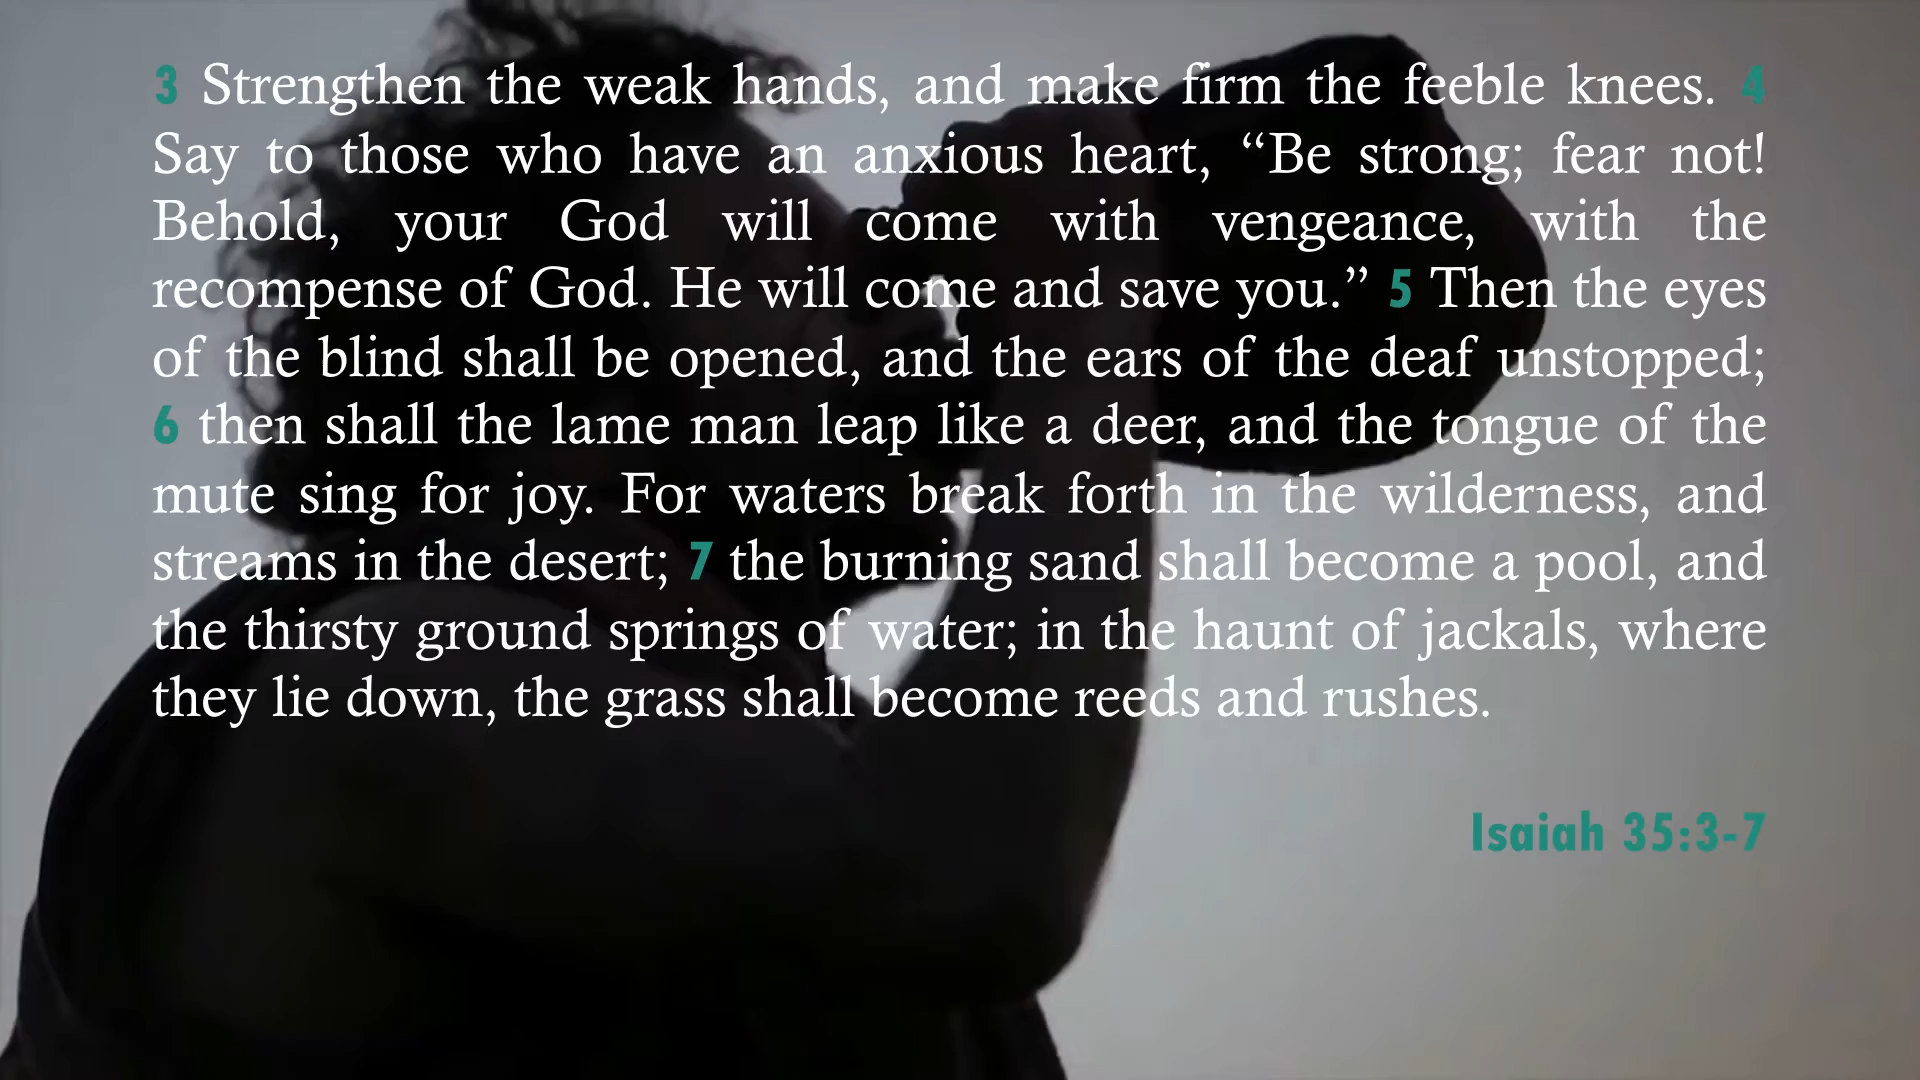 3 Strengthen the weak hands, and make firm the feeble knees. 4
Say to those who have an anxious heart, “Be strong; fear not!
Behold, your God will come with vengeance, with the
recompense of God. He will come and save you.” 5 Then the eyes
of the blind shall be opened, and the ears of the deaf unstopped;
6 then shall the lame man leap like a deer, and the tongue of the
mute sing for joy. For waters break forth in the wilderness, and
streams in the desert; 7 the burning sand shall become a pool, and
the thirsty ground springs of water; in the haunt of jackals, where
they lie down, the grass shall become reeds and rushes.
Isaiah 35:3-7